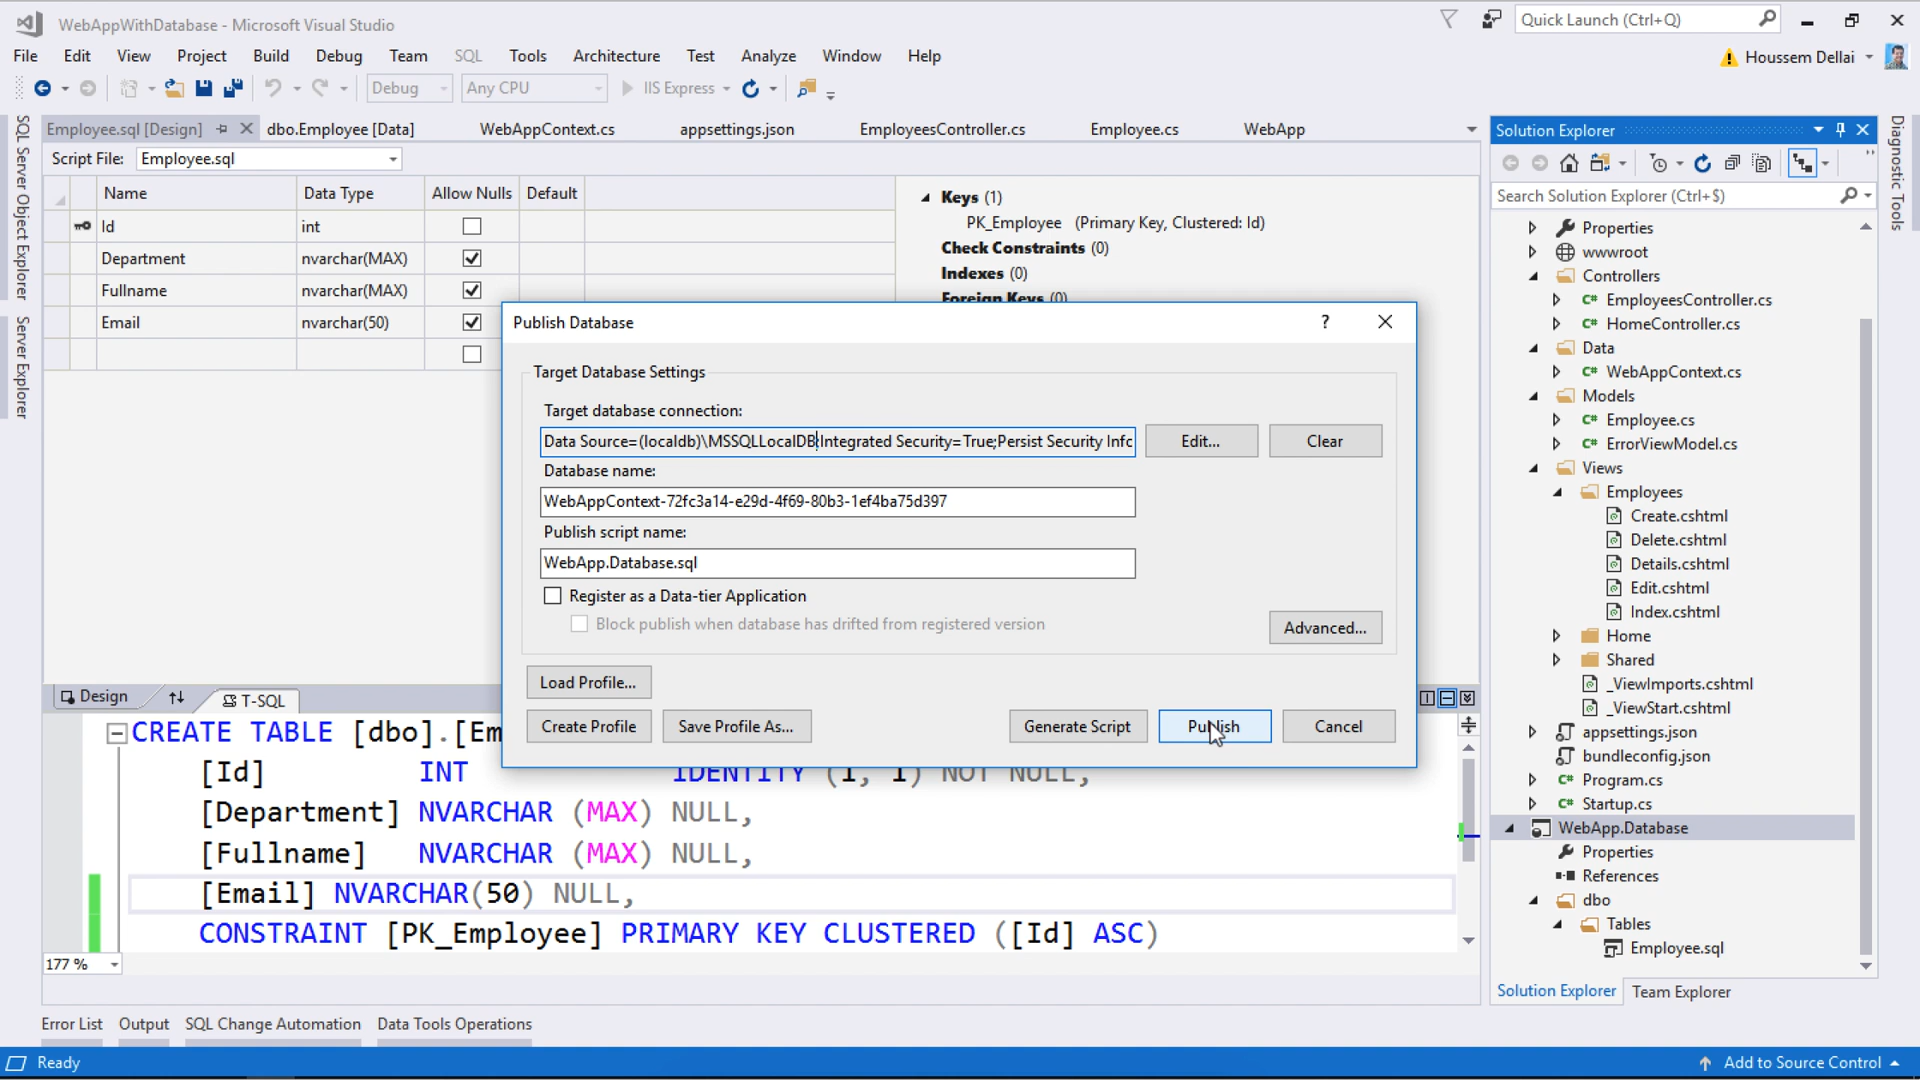 WebAppWithDatabase - Microsoft Visual Studio
Quick Launch (Ctrl+Q)
File Edit View Project Build Debug Team SQL Tools Architecture Test Analyze Window Help
Houssem Dellai
Debug Any CPU IIS Express
SQL Server Object Explorer
Server Explorer
Employee.sql [Design] dbo.Employee [Data] WebAppContext.cs appsettings.json EmployeesController.cs Employee.cs WebApp
Script File: Employee.sql
Name Data Type Allow Nulls Default
Id int
Department nvarchar(MAX)
Fullname nvarchar(MAX)
Email nvarchar(50)
Keys (1)
PK_Employee (Primary Key, Clustered: Id)
Check Constraints (0)
Indexes (0)
Foreign Keys (0)
Publish Database
?
Target Database Settings
Target database connection:
Data Source=(localdb)\MSSQLLocalDB;Integrated Security=True;Persist Security Info
Edit...
Clear
Database name:
WebAppContext-72fc3a14-e29d-4f69-80b3-1ef4ba75d397
Publish script name:
WebApp.Database.sql
Register as a Data-tier Application
Block publish when database has drifted from registered version
Advanced...
Load Profile...
Create Profile
Save Profile As...
Generate Script
Publish
Cancel
Design T-SQL
CREATE TABLE [dbo].[Em
[Id] INT IDENTITY (1, 1) NOT NULL,
[Department] NVARCHAR (MAX) NULL,
[Fullname] NVARCHAR (MAX) NULL,
[Email] NVARCHAR(50) NULL,
CONSTRAINT [PK_Employee] PRIMARY KEY CLUSTERED ([Id] ASC)
177 %
Solution Explorer
Search Solution Explorer (Ctrl+$)
Properties
wwwroot
Controllers
C# EmployeesController.cs
C# HomeController.cs
Data
C# WebAppContext.cs
Models
C# Employee.cs
C# ErrorViewModel.cs
Views
Employees
Create.cshtml
Delete.cshtml
Details.cshtml
Edit.cshtml
Index.cshtml
Home
Shared
_ViewImports.cshtml
_ViewStart.cshtml
appsettings.json
bundleconfig.json
C# Program.cs
C# Startup.cs
WebApp.Database
Properties
References
dbo
Tables
Employee.sql
Solution Explorer Team Explorer
Diagnostic Tools
Error List Output SQL Change Automation Data Tools Operations
Ready
Add to Source Control